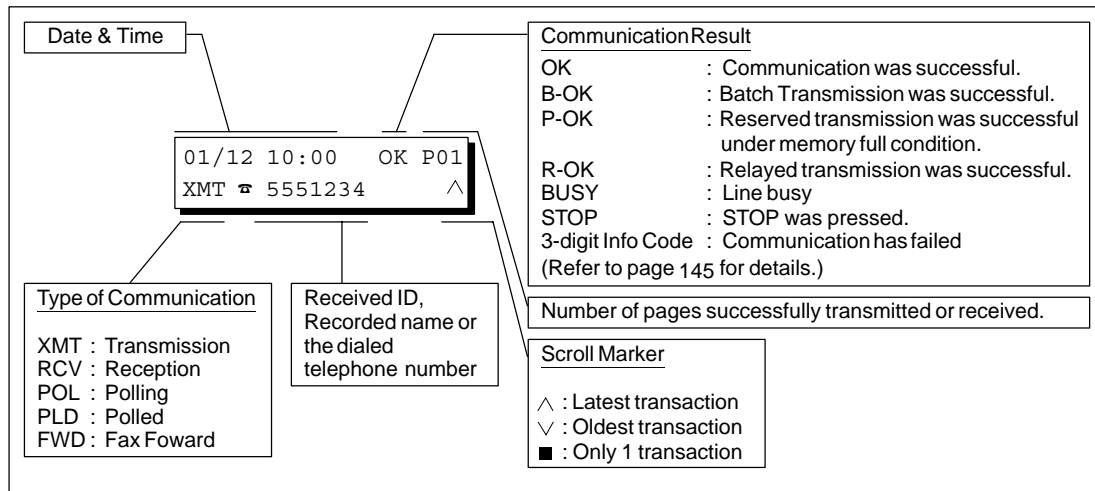 Date & Time
01/12 10:00 OK P01
XMT ☎ 5551234 ∧
Communication Result
OK : Communication was successful.
B-OK : Batch Transmission was successful.
P-OK : Reserved transmission was successful
under memory full condition.
R-OK : Relayed transmission was successful.
BUSY : Line busy
STOP : STOP was pressed.
3-digit Info Code : Communication has failed
(Refer to page 145 for details.)
Number of pages successfully transmitted or received.
Type of Communication
XMT : Transmission
RCV : Reception
POL : Polling
PLD : Polled
FWD : Fax Foward
Received ID,
Recorded name or
the dialed
telephone number
Scroll Marker
∧ : Latest transaction
∨ : Oldest transaction
■ : Only 1 transaction